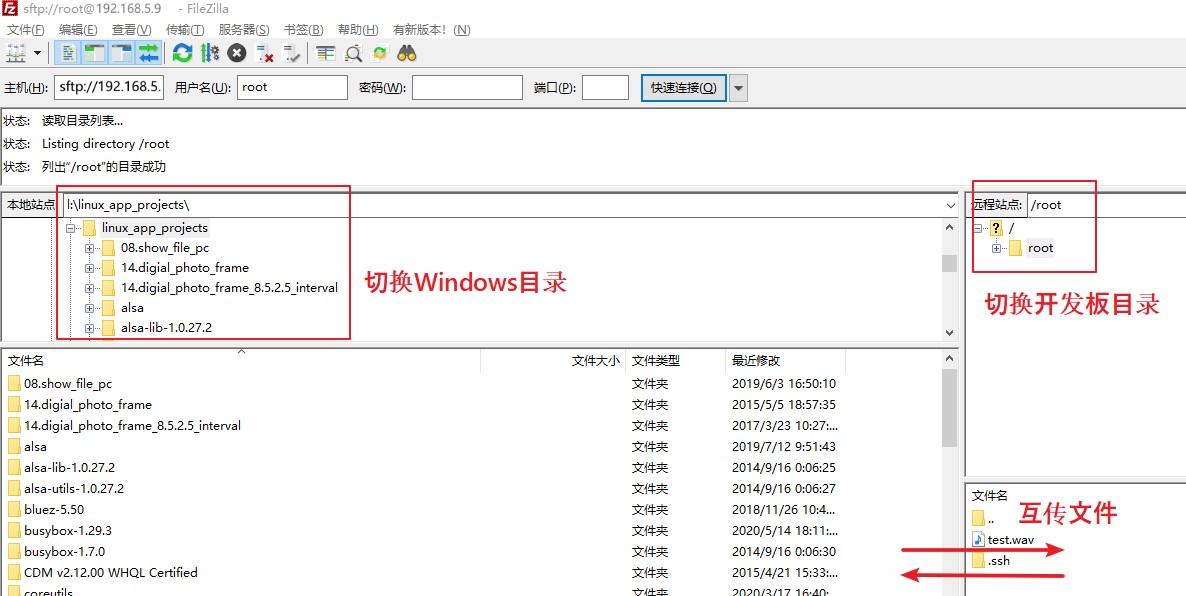 sftp://root@192.168.5.9 - FileZilla
文件(F) 编辑(E) 查看(V) 传输(T) 服务器(S) 书签(B) 帮助(H) 有新版本! (N)
主机(H): sftp://192.168.5. 用户名(U): root 密码(W): 端口(P): 快速连接(Q)
状态: 读取目录列表...
状态: Listing directory /root
状态: 列出“/root”的目录成功
本地站点 I:\linux_app_projects\
linux_app_projects
08.show_file_pc
14.digial_photo_frame
14.digial_photo_frame_8.5.2.5_interval
alsa
alsa-lib-1.0.27.2
切换Windows目录
远程站点: /root
/
root
切换开发板目录
文件名 文件大小 文件类型 最近修改
08.show_file_pc 文件夹 2019/6/3 16:50:10
14.digial_photo_frame 文件夹 2015/5/5 18:57:35
14.digial_photo_frame_8.5.2.5_interval 文件夹 2017/3/23 10:27:...
alsa 文件夹 2019/7/12 9:51:43
alsa-lib-1.0.27.2 文件夹 2014/9/16 0:06:25
alsa-utils-1.0.27.2 文件夹 2014/9/16 0:06:27
bluez-5.50 文件夹 2018/11/26 10:4...
busybox-1.29.3 文件夹 2020/5/14 18:11:...
busybox-1.7.0 文件夹 2014/9/16 0:06:30
CDM v2.12.00 WHQL Certified 文件夹 2015/4/21 15:33:...
coreutils 文件夹 2020/3/17 16:40:
文件名
..
test.wav
.ssh
互传文件